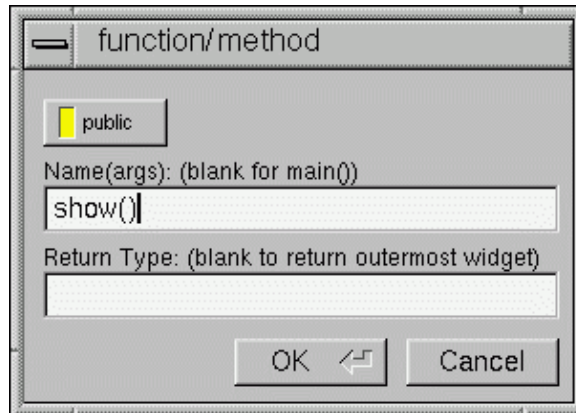 function/method
public
Name(args): (blank for main())
show()
Return Type: (blank to return outermost widget)
OK Cancel